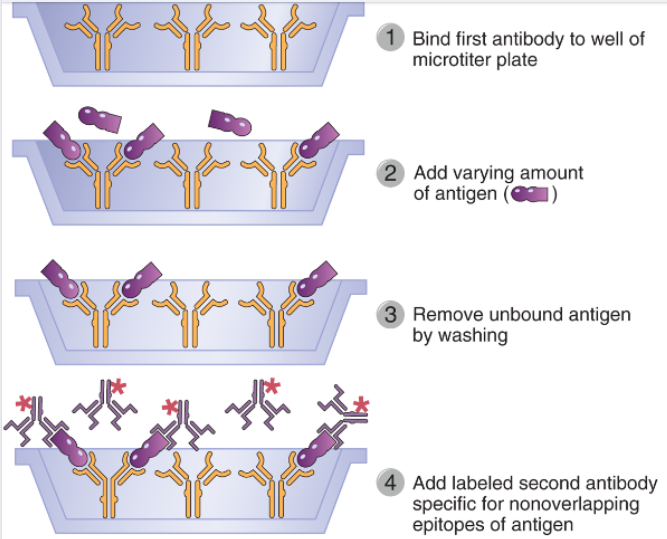 1 Bind first antibody to well of
microtiter plate
2 Add varying amount
of antigen ( )
3 Remove unbound antigen
by washing
4 Add labeled second antibody
specific for nonoverlapping
epitopes of antigen